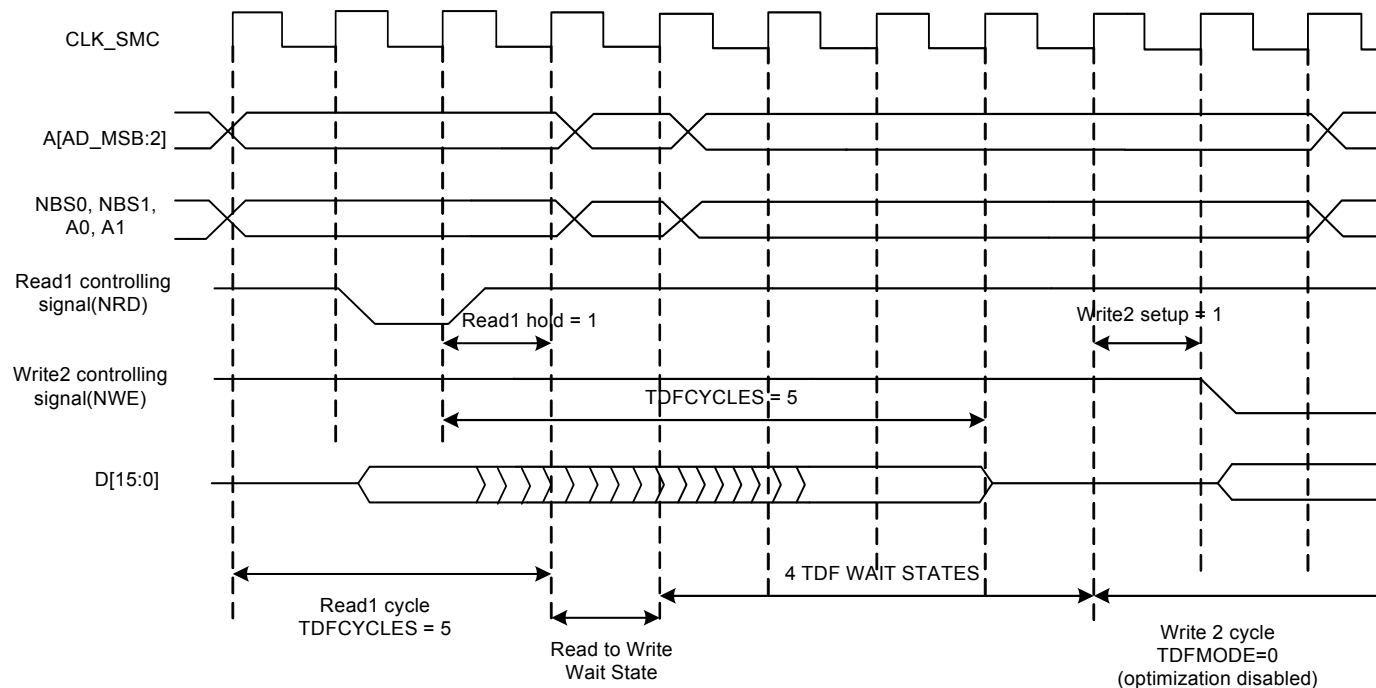 CLK_SMC
A[AD_MSB:2]
NBS0, NBS1,
A0, A1
Read1 controlling
signal(NRD)
Read1 hold = 1
Write2 setup = 1
Write2 controlling
signal(NWE)
TDFCYCLES = 5
D[15:0]
4 TDF WAIT STATES
Read1 cycle
TDFCYCLES = 5
Read to Write
Wait State
Write 2 cycle
TDFMODE=0
(optimization disabled)